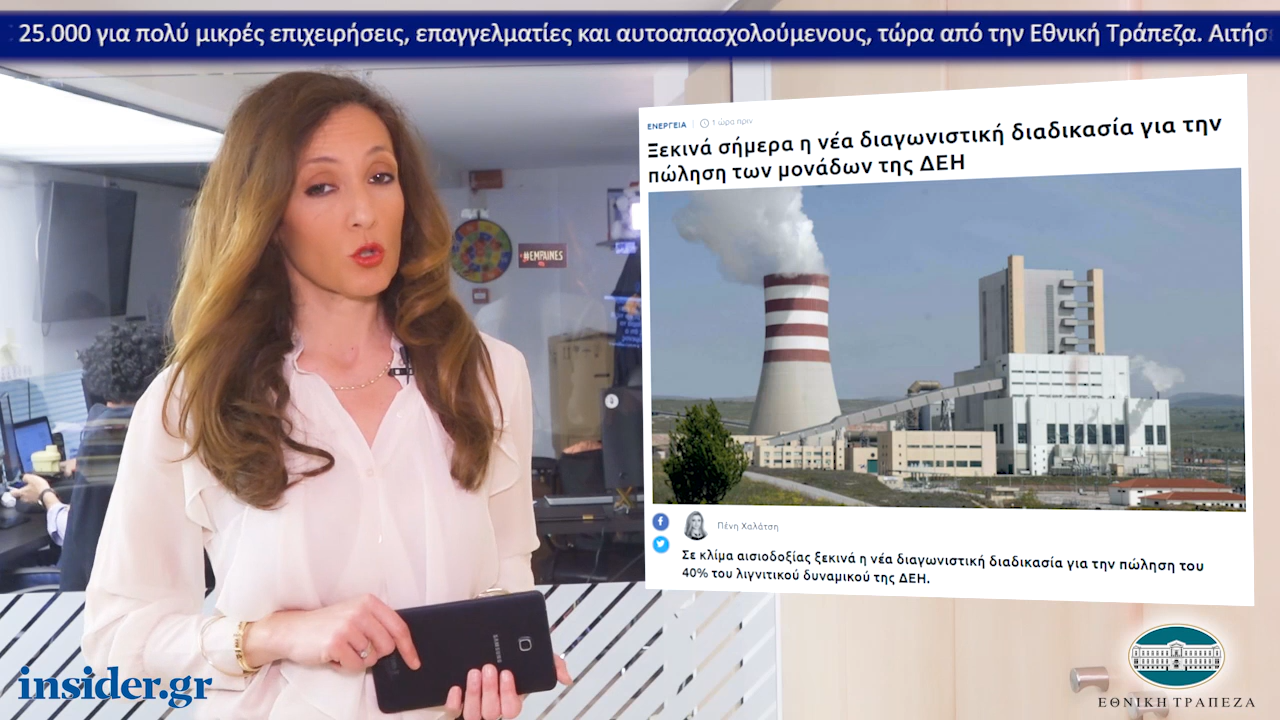 25.000 για πολύ μικρές επιχειρήσεις, επαγγελματίες και αυτοαπασχολούμενους, τώρα από την Εθνική Τράπεζα. Αιτήσε
ΕΝΕΡΓΕΙΑ | 1 ώρα πριν
Ξεκινά σήμερα η νέα διαγωνιστική διαδικασία για την
πώληση των μονάδων της ΔΕΗ
#EMPAINES
Πένη Χαλάτση
Σε κλίμα αισιοδοξίας ξεκινά η νέα διαγωνιστική διαδικασία για την πώληση του
40% του λιγνιτικού δυναμικού της ΔΕΗ.
SAMSUNG
insider.gr
ΕΘΝΙΚΗ ΤΡΑΠΕΖΑ